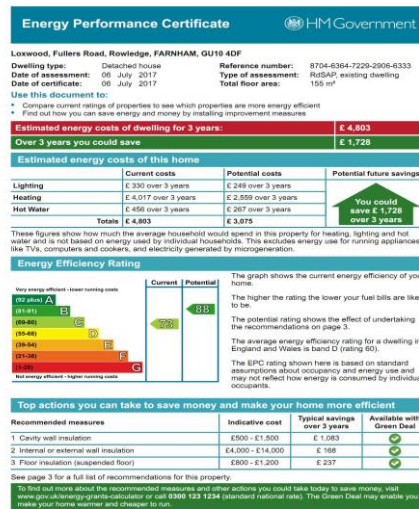 Energy Performance Certificate
HM Government
Loxwood, Fullers Road, Rowledge, FARNHAM, GU10 4DF
Dwelling type: Detached house
Date of assessment: 06 July 2017
Date of certificate: 06 July 2017
Reference number: 8704-6364-7229-2906-6333
Type of assessment: RdSAP, existing dwelling
Total floor area: 155 m²
Use this document to:
• Compare current ratings of properties to see which properties are more energy efficient
• Find out how you can save energy and money by installing improvement measures
Estimated energy costs of dwelling for 3 years: £ 4,803
Over 3 years you could save £ 1,728
Estimated energy costs of this home
Current costs Potential costs Potential future savings
Lighting £ 330 over 3 years £ 249 over 3 years
Heating £ 4,017 over 3 years £ 2,559 over 3 years
Hot Water £ 456 over 3 years £ 267 over 3 years
Totals £ 4,803 £ 3,075
You could
save £ 1,728
over 3 years
These figures show how much the average household would spend in this property for heating, lighting and hot
water and is not based on energy used by individual households. This excludes energy use for running appliances
like TVs, computers and cookers, and electricity generated by microgeneration.
Energy Efficiency Rating
Current Potential
Very energy efficient - lower running costs
(92 plus) A
(81-91) B
(69-80) C
(55-68) D
(39-54) E
(21-38) F
(1-20) G
Not energy efficient - higher running costs
73
88
The graph shows the current energy efficiency of you
home.
The higher the rating the lower your fuel bills are like
to be.
The potential rating shows the effect of undertaking
the recommendations on page 3.
The average energy efficiency rating for a dwelling in
England and Wales is band D (rating 60).
The EPC rating shown here is based on standard
assumptions about occupancy and energy use and
may not reflect how energy is consumed by individua
occupants.
Top actions you can take to save money and make your home more efficient
Recommended measures Indicative cost Typical savings over 3 years Available with Green Deal
1 Cavity wall insulation £500 - £1,500 £ 1,083
2 Internal or external wall insulation £4,000 - £14,000 £ 168
3 Floor insulation (suspended floor) £800 - £1,200 £ 237
See page 3 for a full list of recommendations for this property.
To find out more about the recommended measures and other actions you could take today to save money, visit
www.gov.uk/energy-grants-calculator or call 0300 123 1234 (standard national rate). The Green Deal may enable you
make your home warmer and cheaper to run.